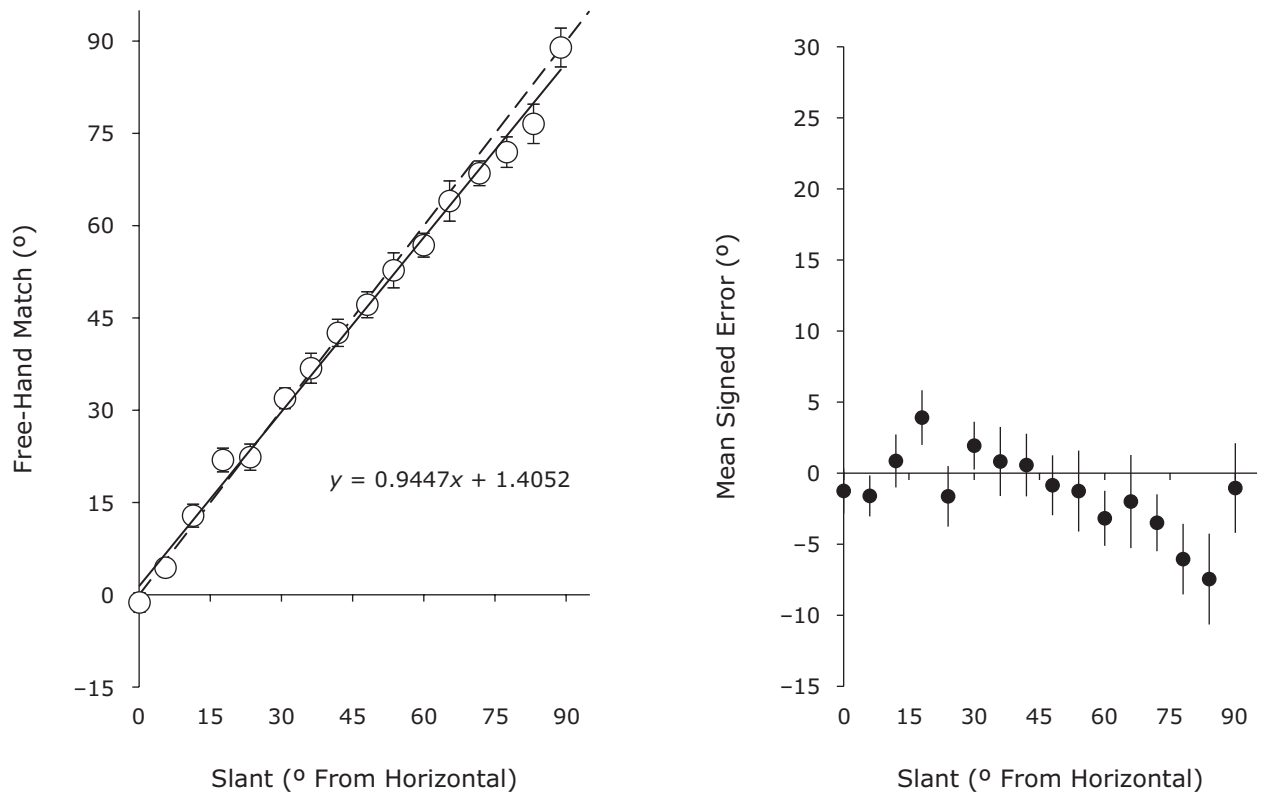 Free-Hand Match (º)
90
75
60
45
30
15
0
–15
y = 0.9447x + 1.4052
0 15 30 45 60 75 90
Slant (º From Horizontal)
Mean Signed Error (º)
30
25
20
15
10
5
0
–5
–10
–15
0 15 30 45 60 75 90
Slant (º From Horizontal)